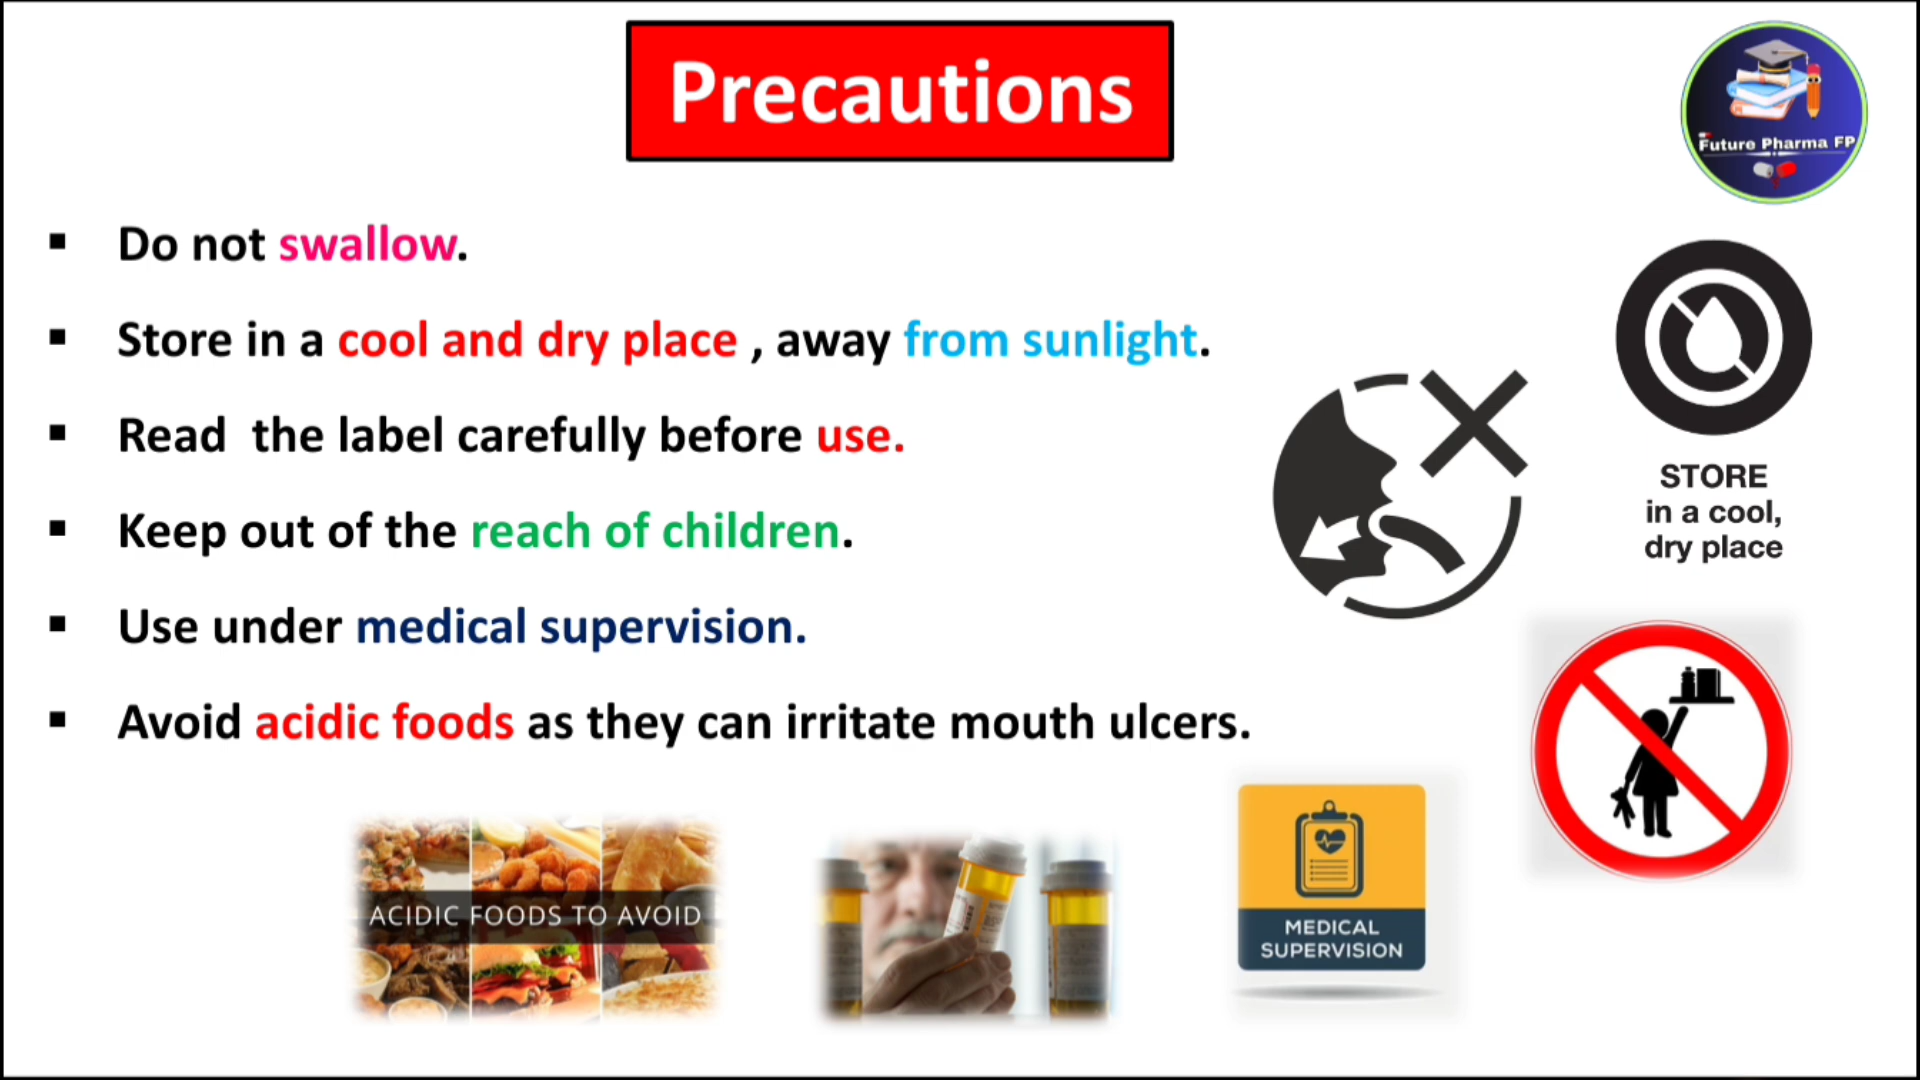 Precautions
Future Pharma FP
▪ Do not swallow.
▪ Store in a cool and dry place , away from sunlight.
▪ Read  the label carefully before use.
▪ Keep out of the reach of children.
▪ Use under medical supervision.
▪ Avoid acidic foods as they can irritate mouth ulcers.
STORE
in a cool,
dry place
ACIDIC FOODS TO AVOID
MEDICAL
SUPERVISION